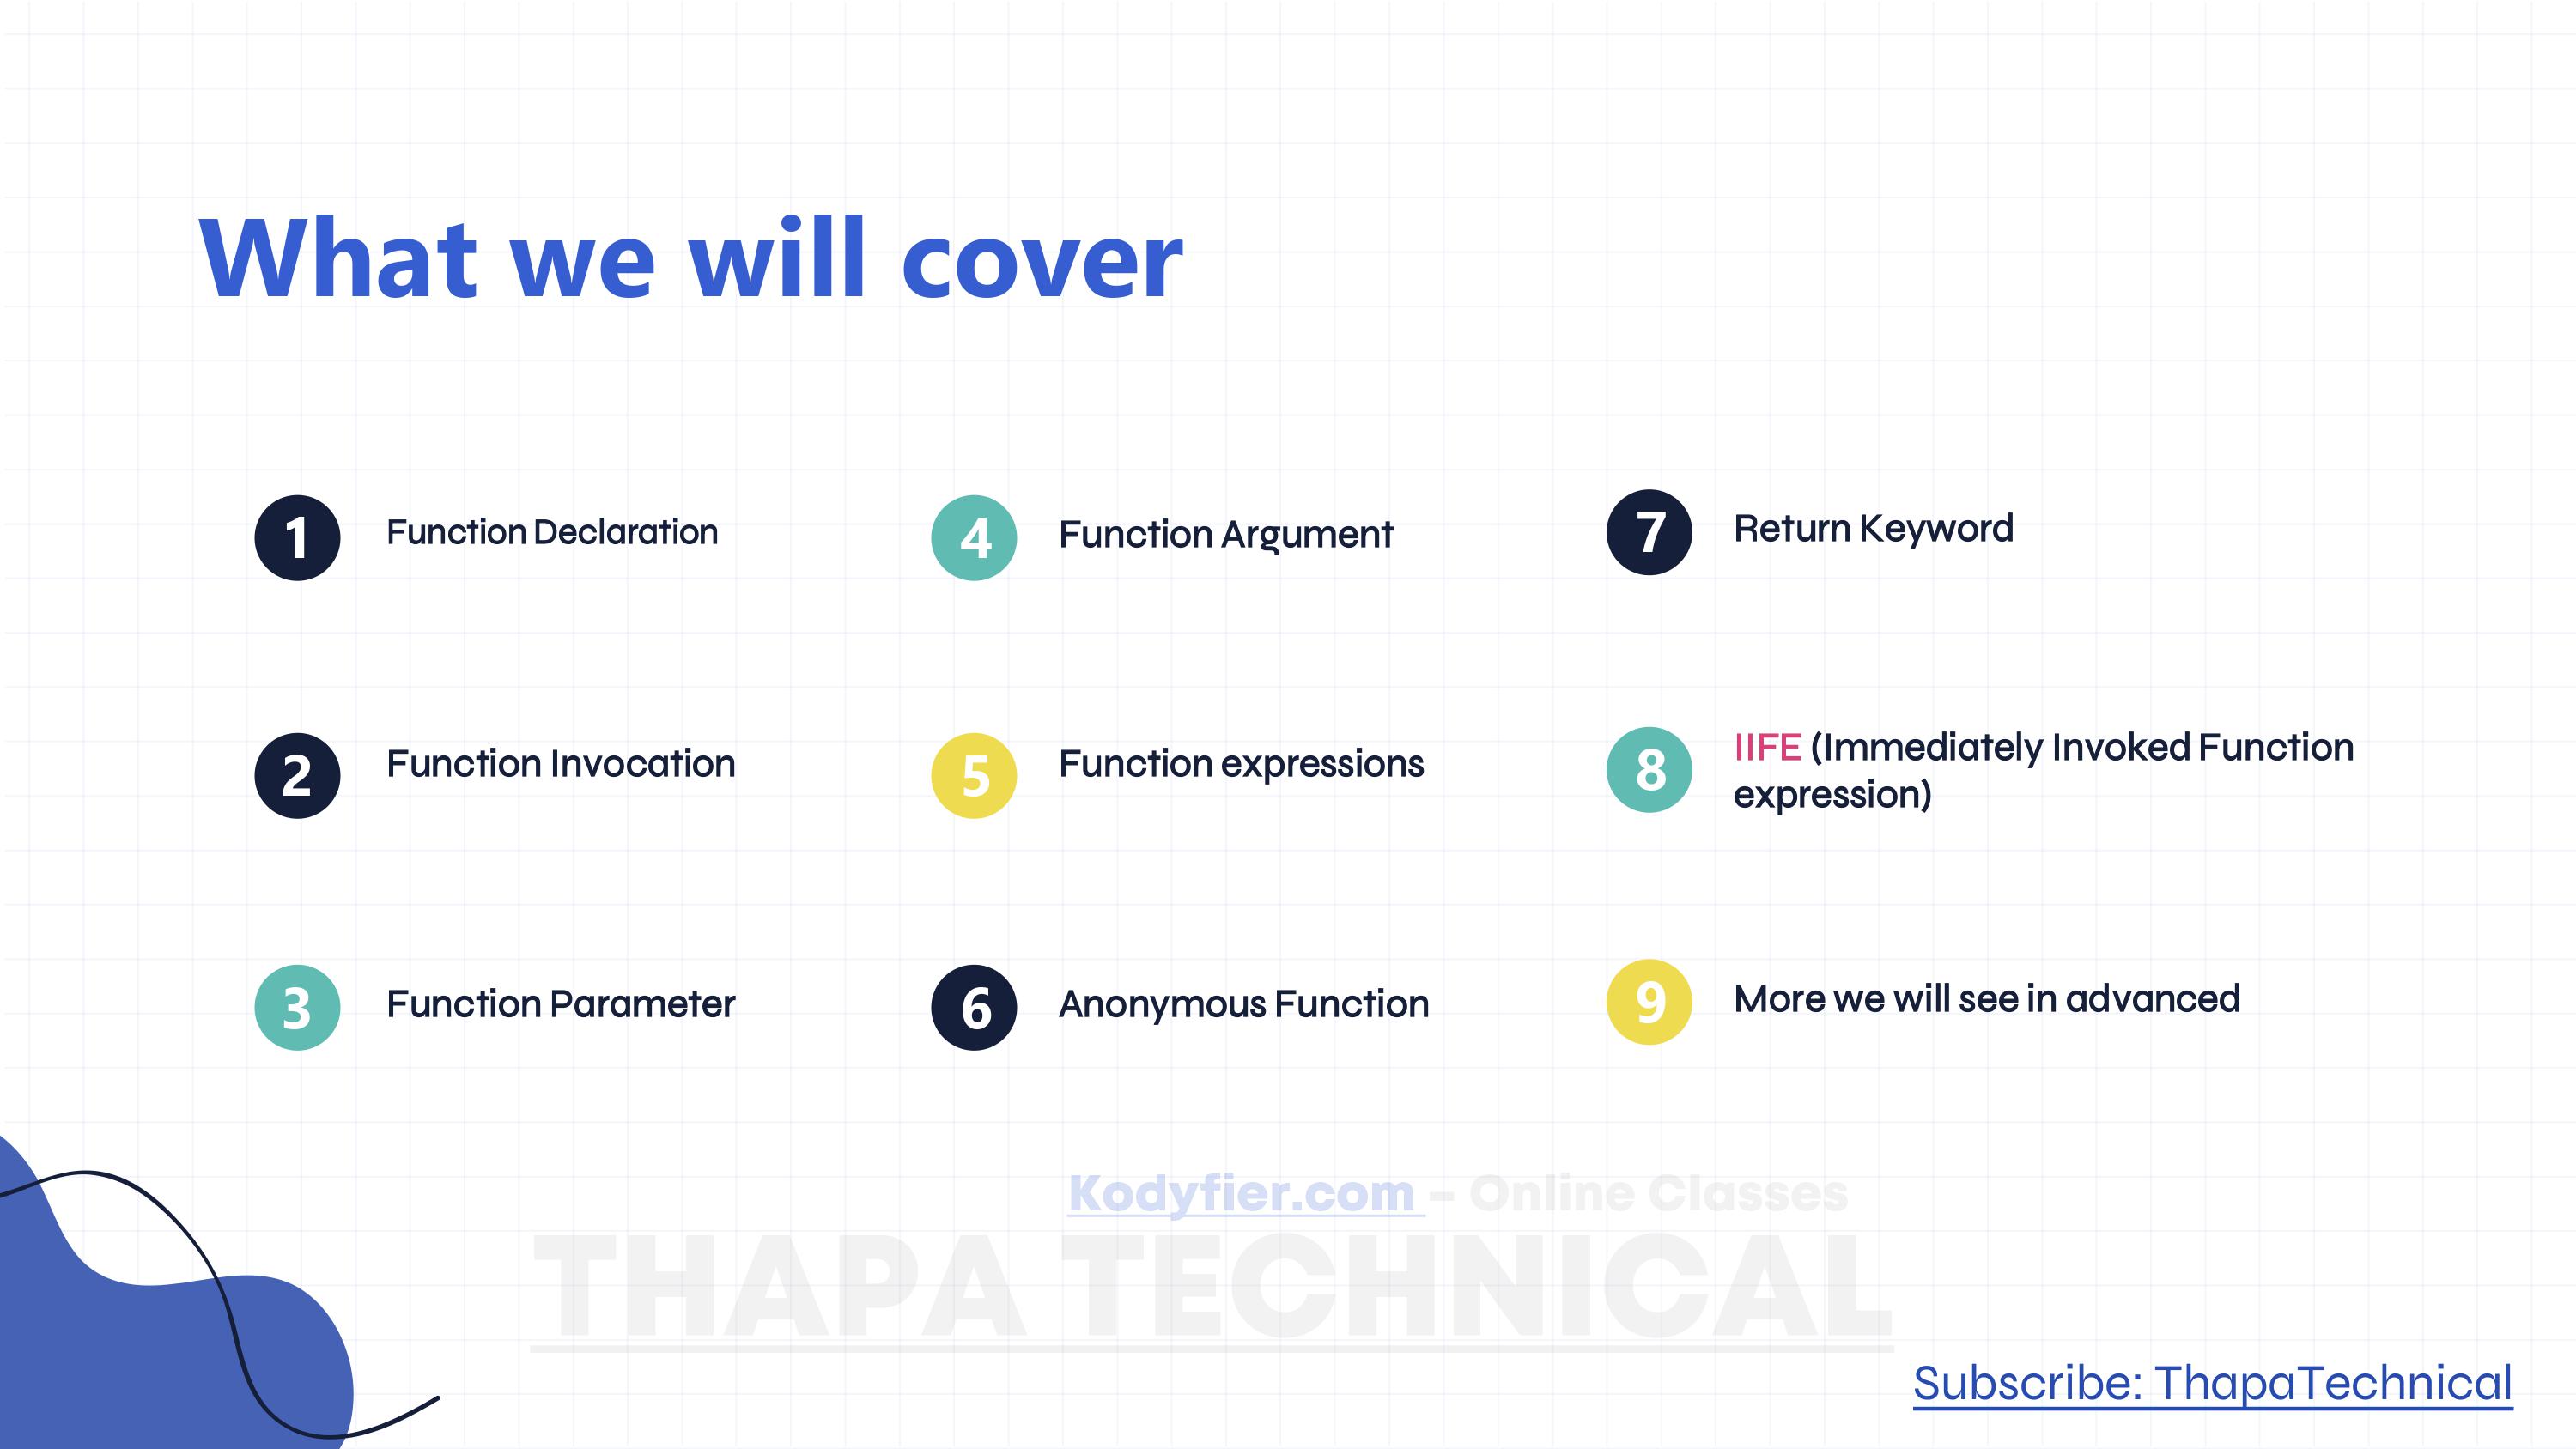 What we will cover
1 Function Declaration
2 Function Invocation
3 Function Parameter
4 Function Argument
5 Function expressions
6 Anonymous Function
7 Return Keyword
8 IIFE (Immediately Invoked Function
expression)
9 More we will see in advanced
Kodyfier.com – Online Classes
THAPA TECHNICAL
Subscribe: ThapaTechnical